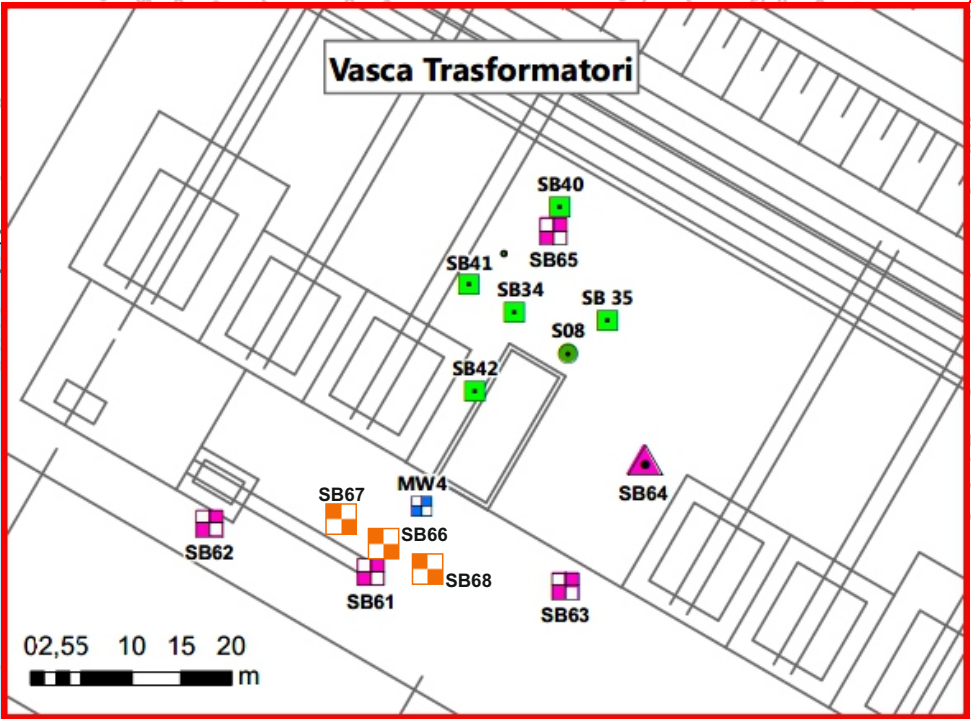 Vasca Trasformatori
SB40
SB65
SB41
SB34
SB 35
S08
SB42
SB64
MW4
SB67
SB66
SB62
SB68
SB61
SB63
02,55 10 15 20
m